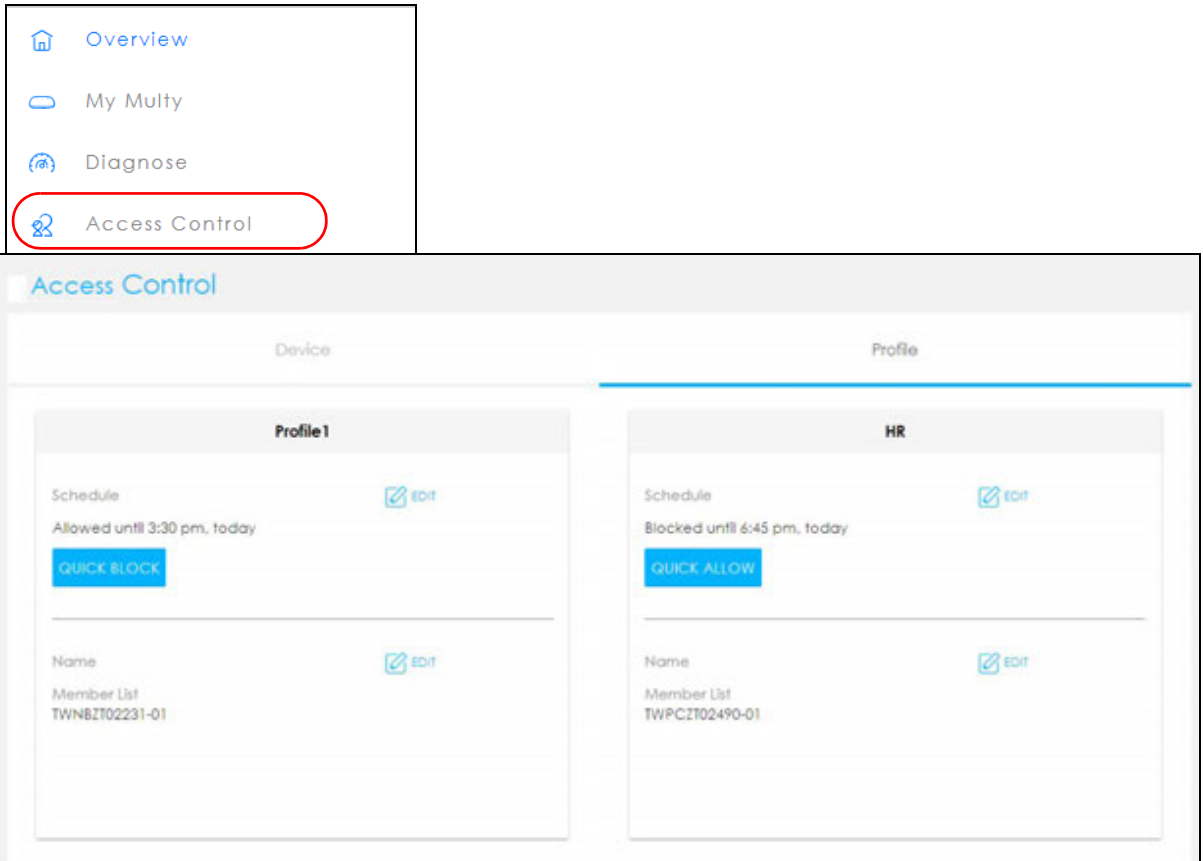 Overview
My Multy
Diagnose
Access Control
Access Control
Device
Profile
Profile1
Schedule
EDIT
Allowed until 3:30 pm, today
QUICK BLOCK
Name
EDIT
Member List
TWNBZT02231-01
HR
Schedule
EDIT
Blocked until 6:45 pm, today
QUICK ALLOW
Name
EDIT
Member List
TWPCZT02490-01